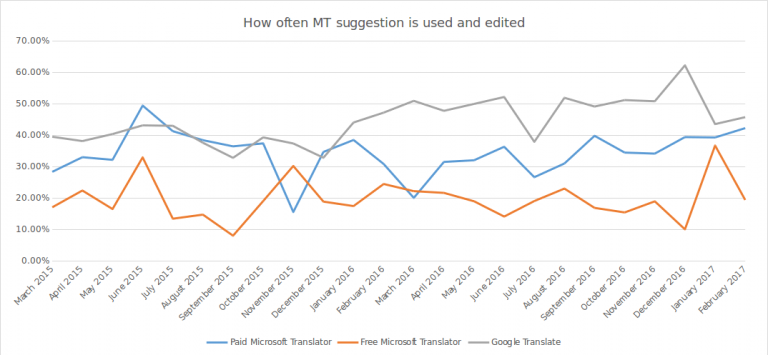 How often MT suggestion is used and edited
70.00%
60.00%
50.00%
40.00%
30.00%
20.00%
10.00%
0.00%
March 2015
April 2015
May 2015
June 2015
July 2015
August 2015
September 2015
October 2015
November 2015
December 2015
January 2016
February 2016
March 2016
April 2016
May 2016
June 2016
July 2016
August 2016
September 2016
October 2016
November 2016
December 2016
January 2017
February 2017
Paid Microsoft Translator
Free Microsoft Translator
Google Translate